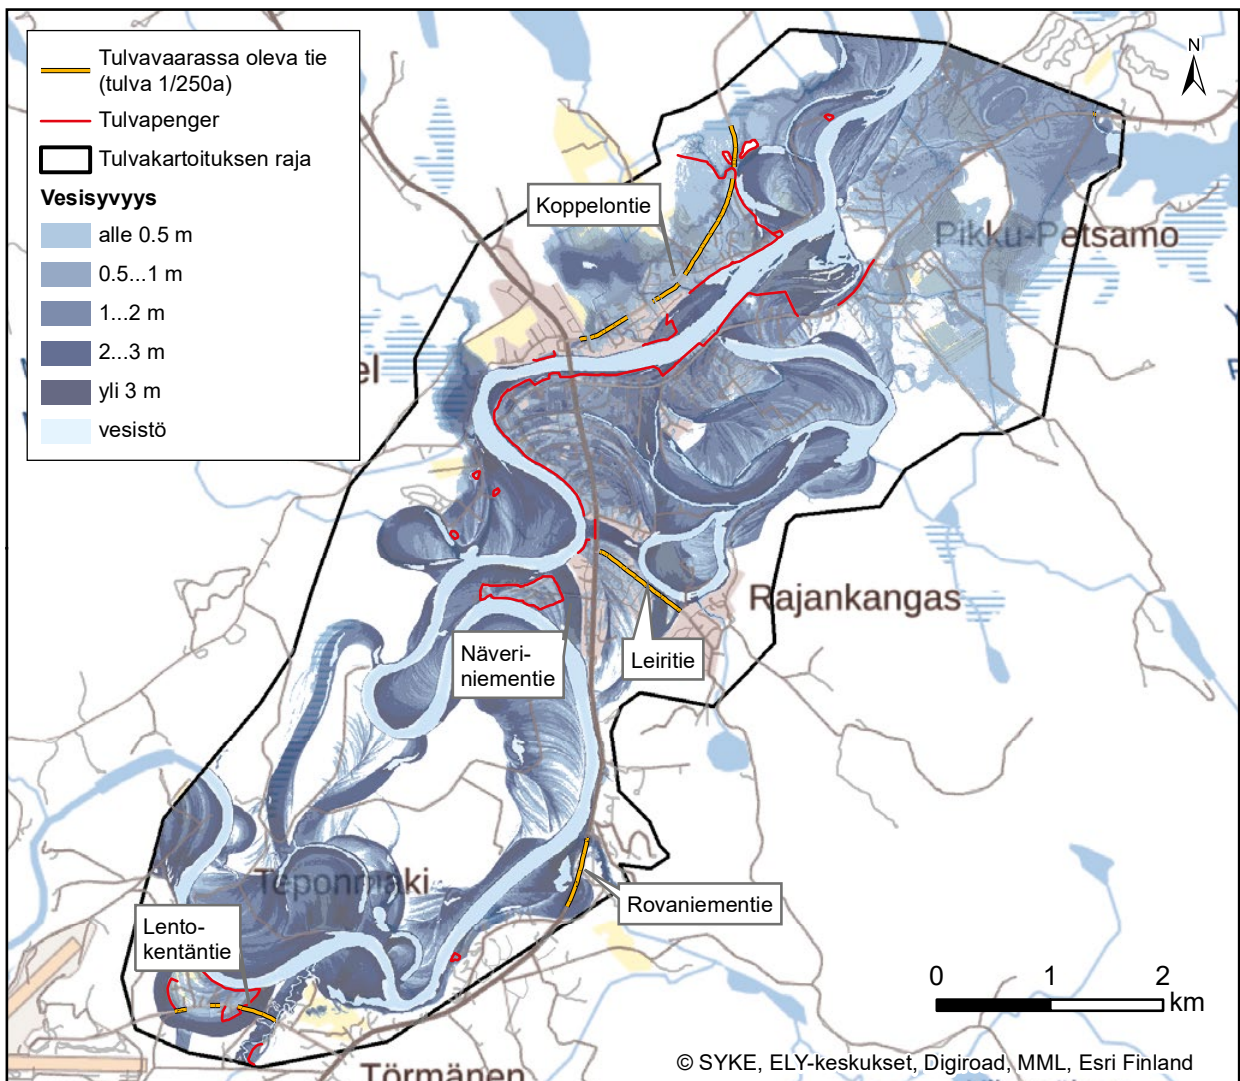 Tulvavaarassa oleva tie
(tulva 1/250a)
Tulvapenger
Tulvakartoituksen raja
Vesisyvyys
alle 0.5 m
0.5...1 m
1...2 m
2...3 m
yli 3 m
vesistö
N
Koppelontie
Pikku-Petsamo
el
Rajankangas
Näveri-
niementie
Leiritie
Teponmäki
Rovaniementie
Lento-
kentäntie
0 1 2
km
Törmänen
© SYKE, ELY-keskukset, Digiroad, MML, Esri Finland